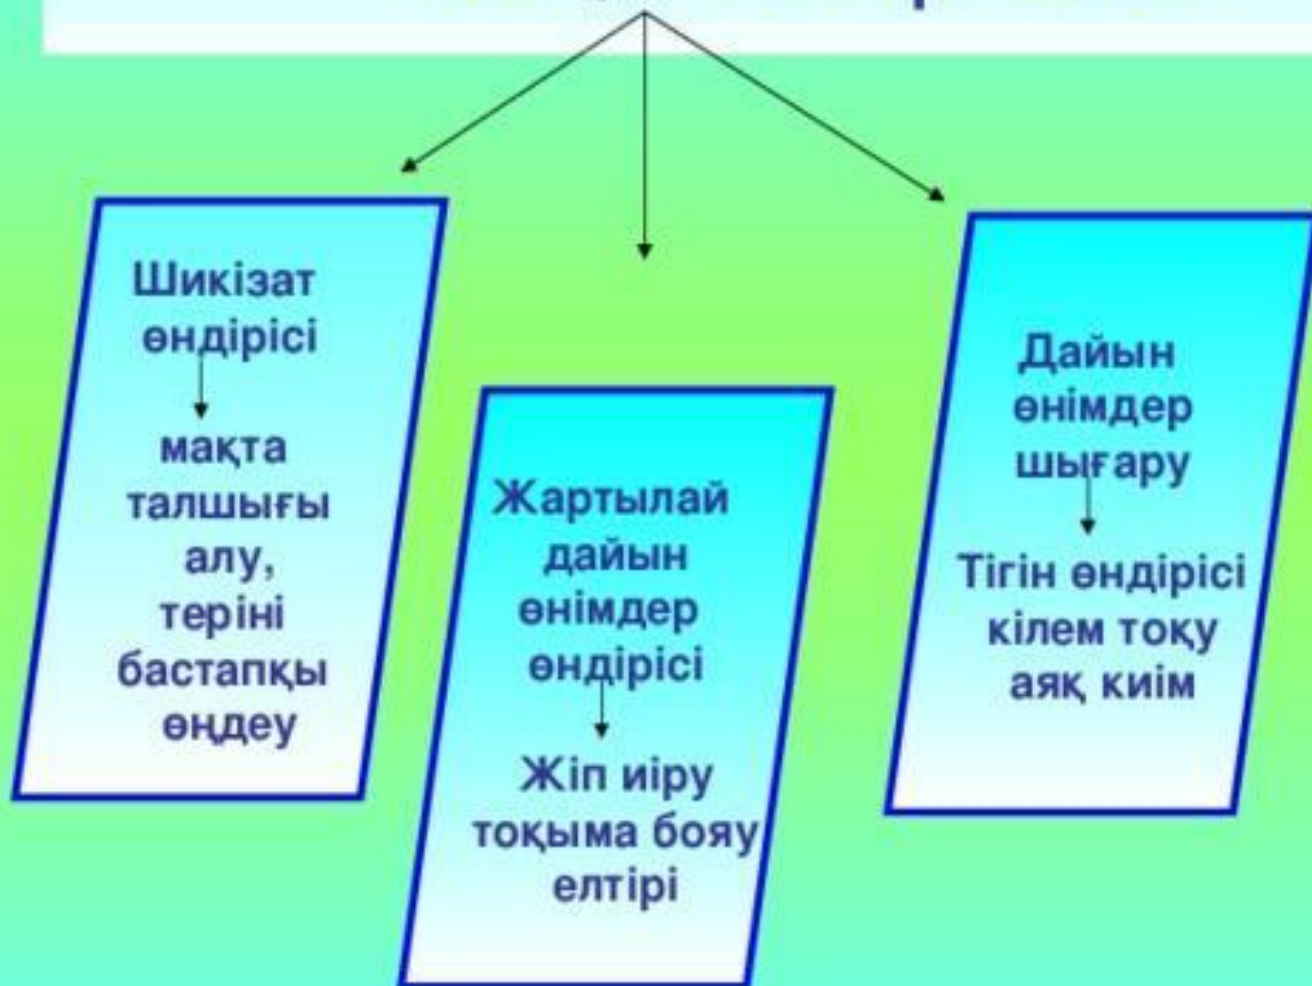 Шикізат
өндірісі
мақта
талшығы
алу,
теріні
бастапқы
өңдеу
Жартылай
дайын
өнімдер
өндірісі
Жіп иіру
тоқыма бояу
елтірі
Дайын
өнімдер
шығару
Тігін өндірісі
кілем тоқу
аяқ киім